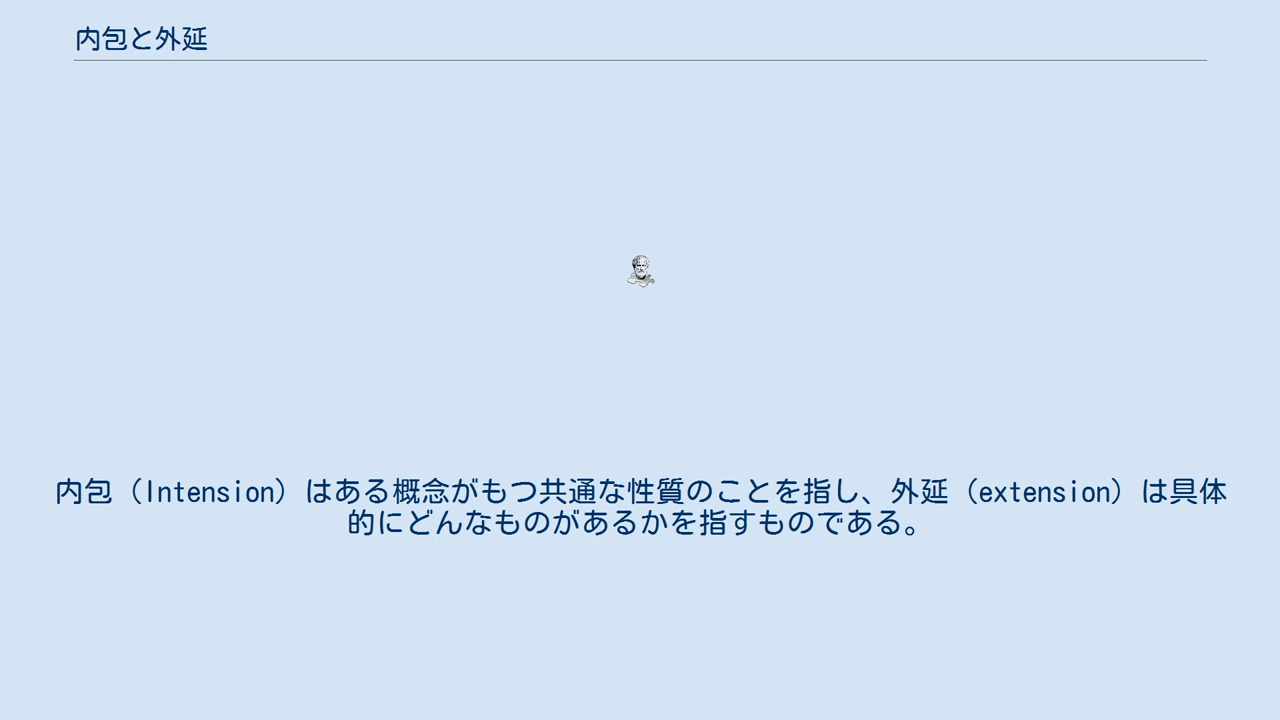 内包と外延
内包（Intension）はある概念がもつ共通な性質のことを指し、外延（extension）は具体
的にどんなものがあるかを指すものである。